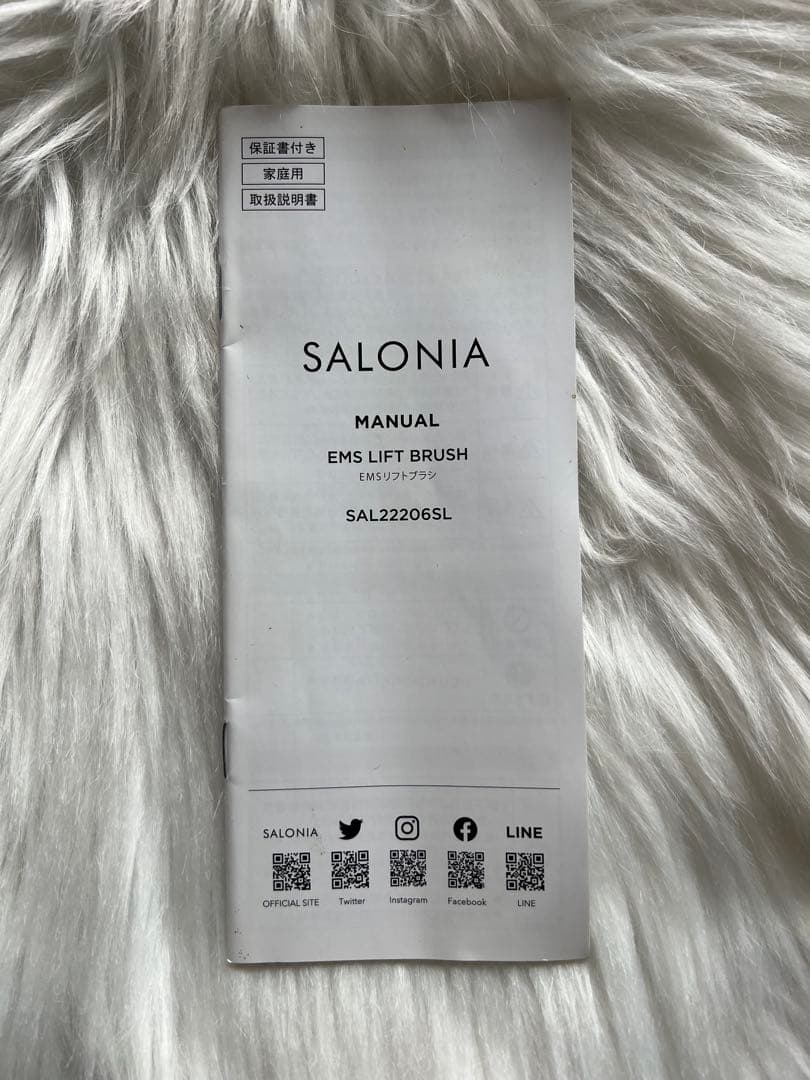 保証書付き
家庭用
取扱説明書
SALONIA
MANUAL
EMS LIFT BRUSH
EMSリフトブラシ
SAL22206SL
SALONIA LINE
OFFICIAL SITE Twitter Instagram Facebook LINE